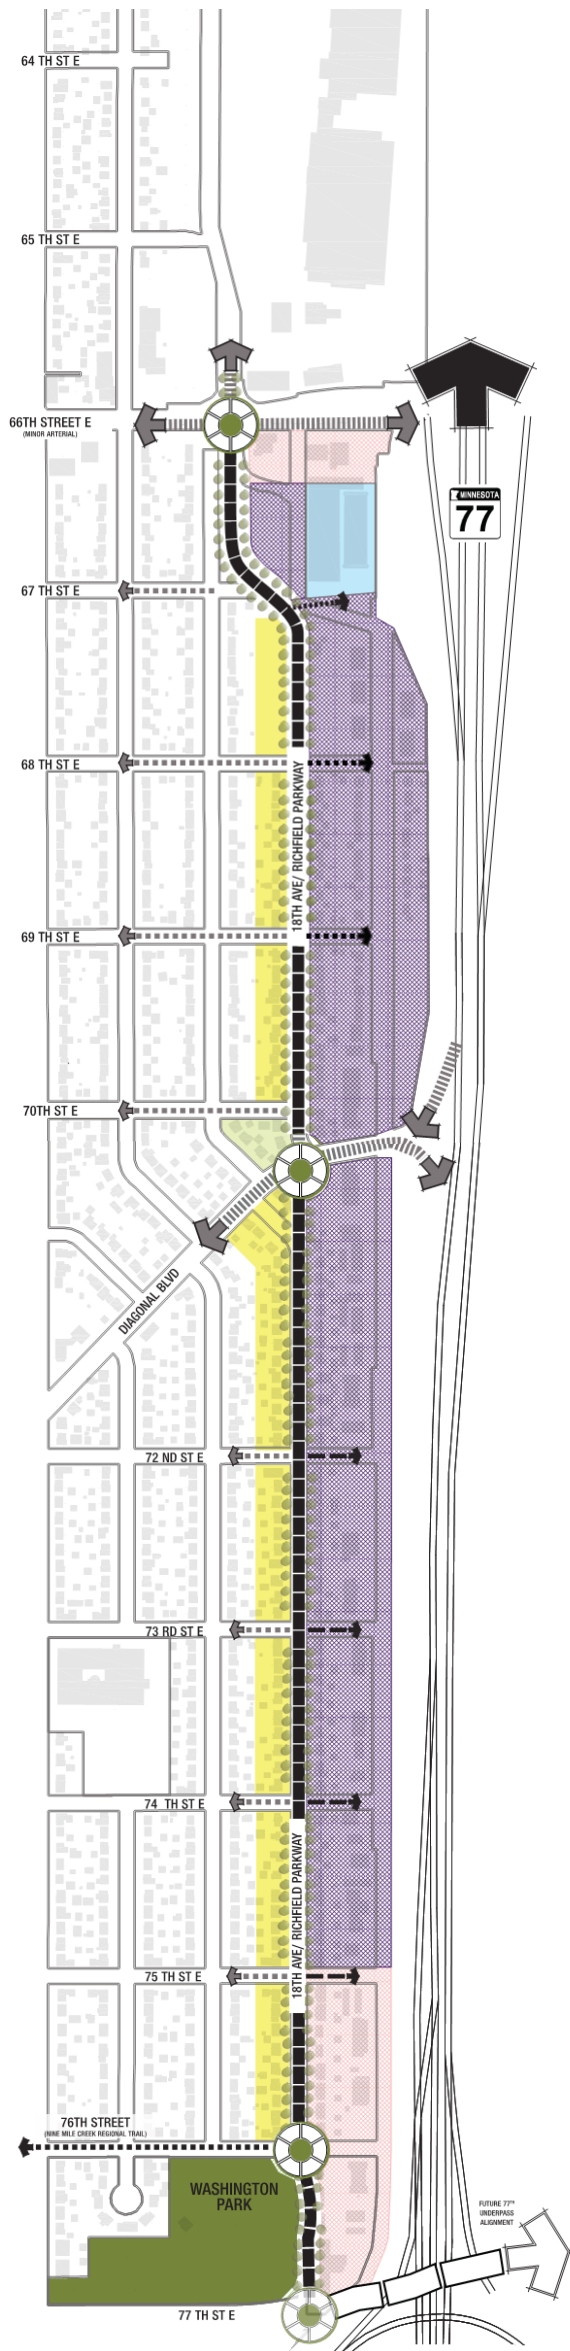 64 TH ST E
65 TH ST E
66TH STREET E
(MINOR ARTERIAL)
MINNESOTA
77
67 TH ST E
68 TH ST E
18TH AVE/ RICHFIELD PARKWAY
69 TH ST E
70TH ST E
DIAGONAL BLVD
72 ND ST E
73 RD ST E
74 TH ST E
18TH AVE/ RICHFIELD PARKWAY
75 TH ST E
76TH STREET
(NINE MILE CREEK REGIONAL TRAIL)
WASHINGTON
PARK
FUTURE 77TH
UNDERPASS
ALIGNMENT
77 TH ST E